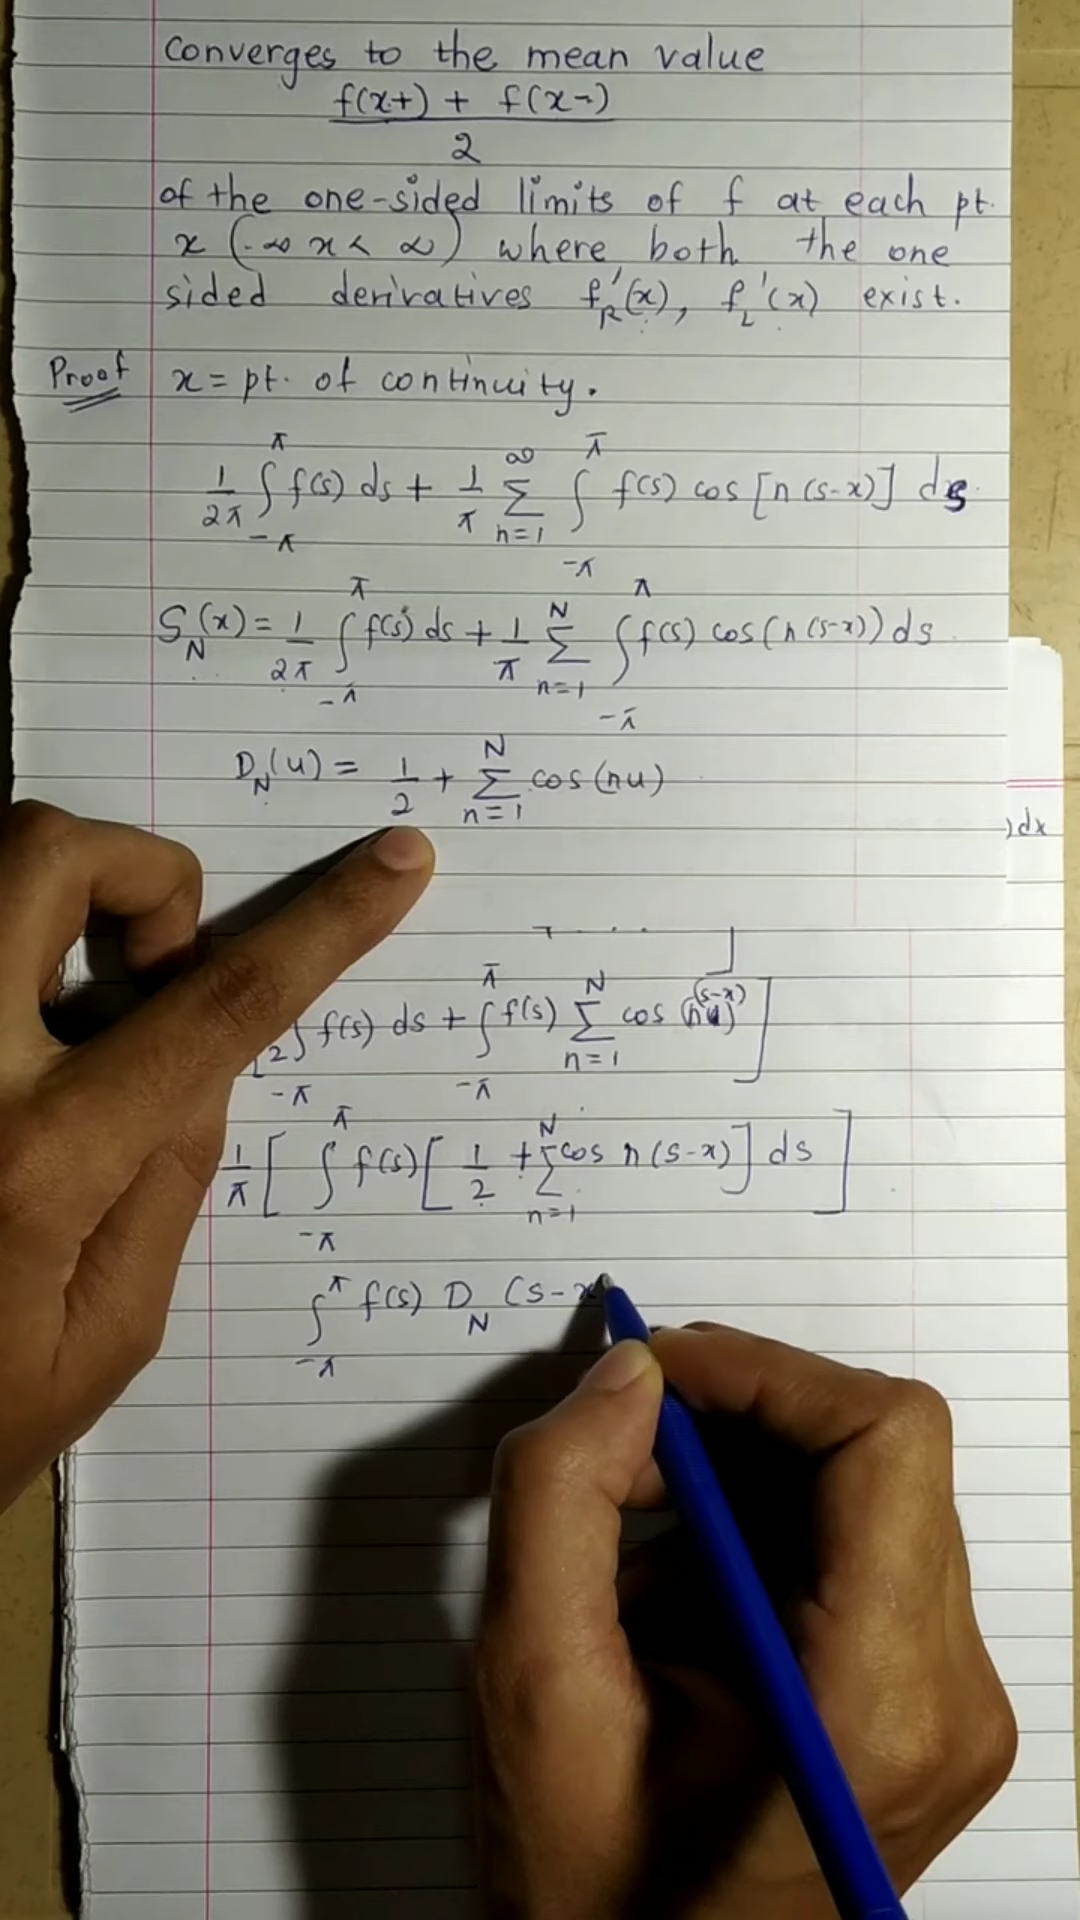 converges to the mean value
f(x+) + f(x-)
2
of the one-sided limits of f at each pt.
x (-∞ x < ∞) where both the one
sided derivatives f_R'(x), f_L'(x) exist.
Proof x = pt. of continuity.
1/2π ∫_{-π}^{π} f(s) ds + 1/π Σ_{n=1}^{∞} ∫_{-π}^{π} f(s) cos [n (s-x)] ds
S_N(x) = 1/2π ∫_{-π}^{π} f(s) ds + 1/π Σ_{n=1}^{N} ∫_{-π}^{π} f(s) cos (n (s-x)) ds
D_N(u) = 1/2 + Σ_{n=1}^{N} cos (nu)
) dx
2 ∫_{-π} f(s) ds + ∫_{-π}^{π} f(s) Σ_{n=1}^{N} cos (n (s-x)) ]
1/π [ ∫_{-π}^{π} f(s) [ 1/2 + Σ_{n=1}^{N} cos n (s-x) ] ds ]
∫_{-π}^{π} f(s) D_N (s-x